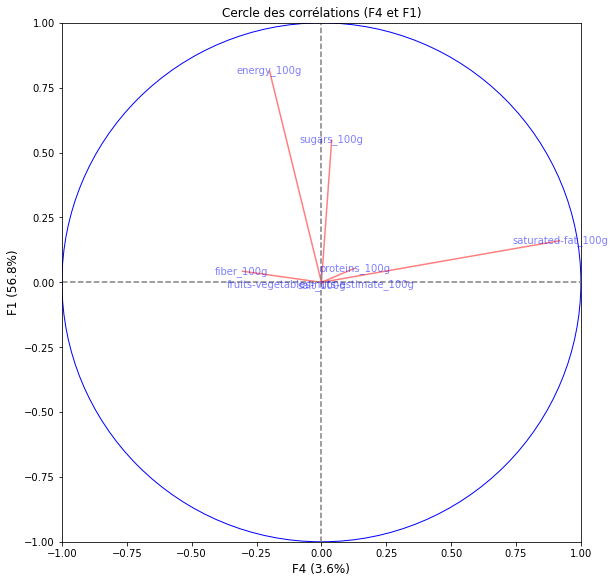 Cercle des corrélations (F4 et F1)
1.00
energy_100g
0.75
sugars_100g
0.50
0.25
saturated-fat_100g
proteins_100g
fiber_100g
0.00
salt_100g
−0.25
−0.50
−0.75
−1.00
F1 (56.8%)
−1.00 −0.75 −0.50 −0.25 0.00 0.25 0.50 0.75 1.00
F4 (3.6%)